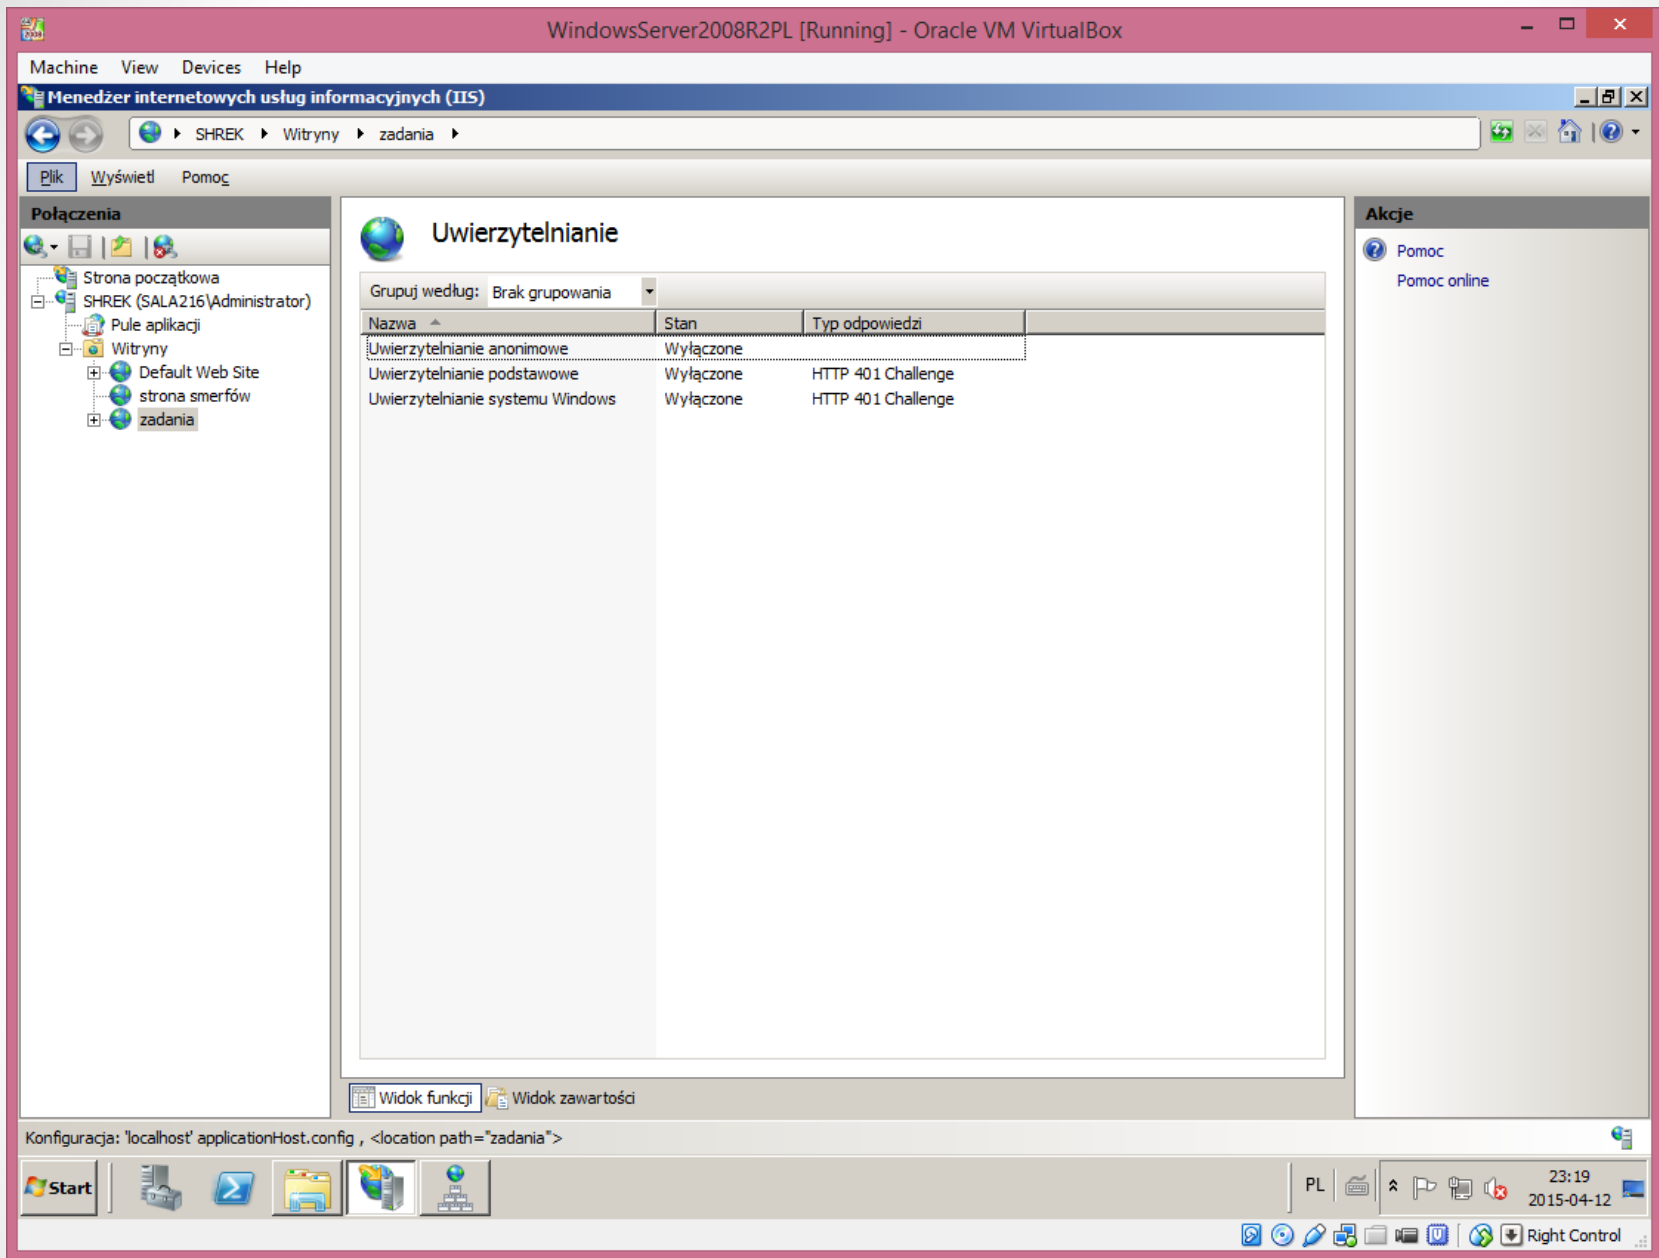 WindowsServer2008R2PL [Running] - Oracle VM VirtualBox
Machine View Devices Help
Menedżer internetowych usług informacyjnych (IIS)
SHREK Witryny zadania
Plik Wyświetl Pomoc
Połączenia
Strona początkowa
SHREK (SALA216\Administrator)
Pule aplikacji
Witryny
Default Web Site
strona smerfów
zadania
Uwierzytelnianie
Grupuj według: Brak grupowania
Nazwa Stan Typ odpowiedzi
Uwierzytelnianie anonimowe Wyłączone
Uwierzytelnianie podstawowe Wyłączone HTTP 401 Challenge
Uwierzytelnianie systemu Windows Wyłączone HTTP 401 Challenge
Widok funkcji Widok zawartości
Akcje
Pomoc
Pomoc online
Konfiguracja: 'localhost' applicationHost.config , <location path="zadania">
Start
PL
23:19
2015-04-12
Right Control